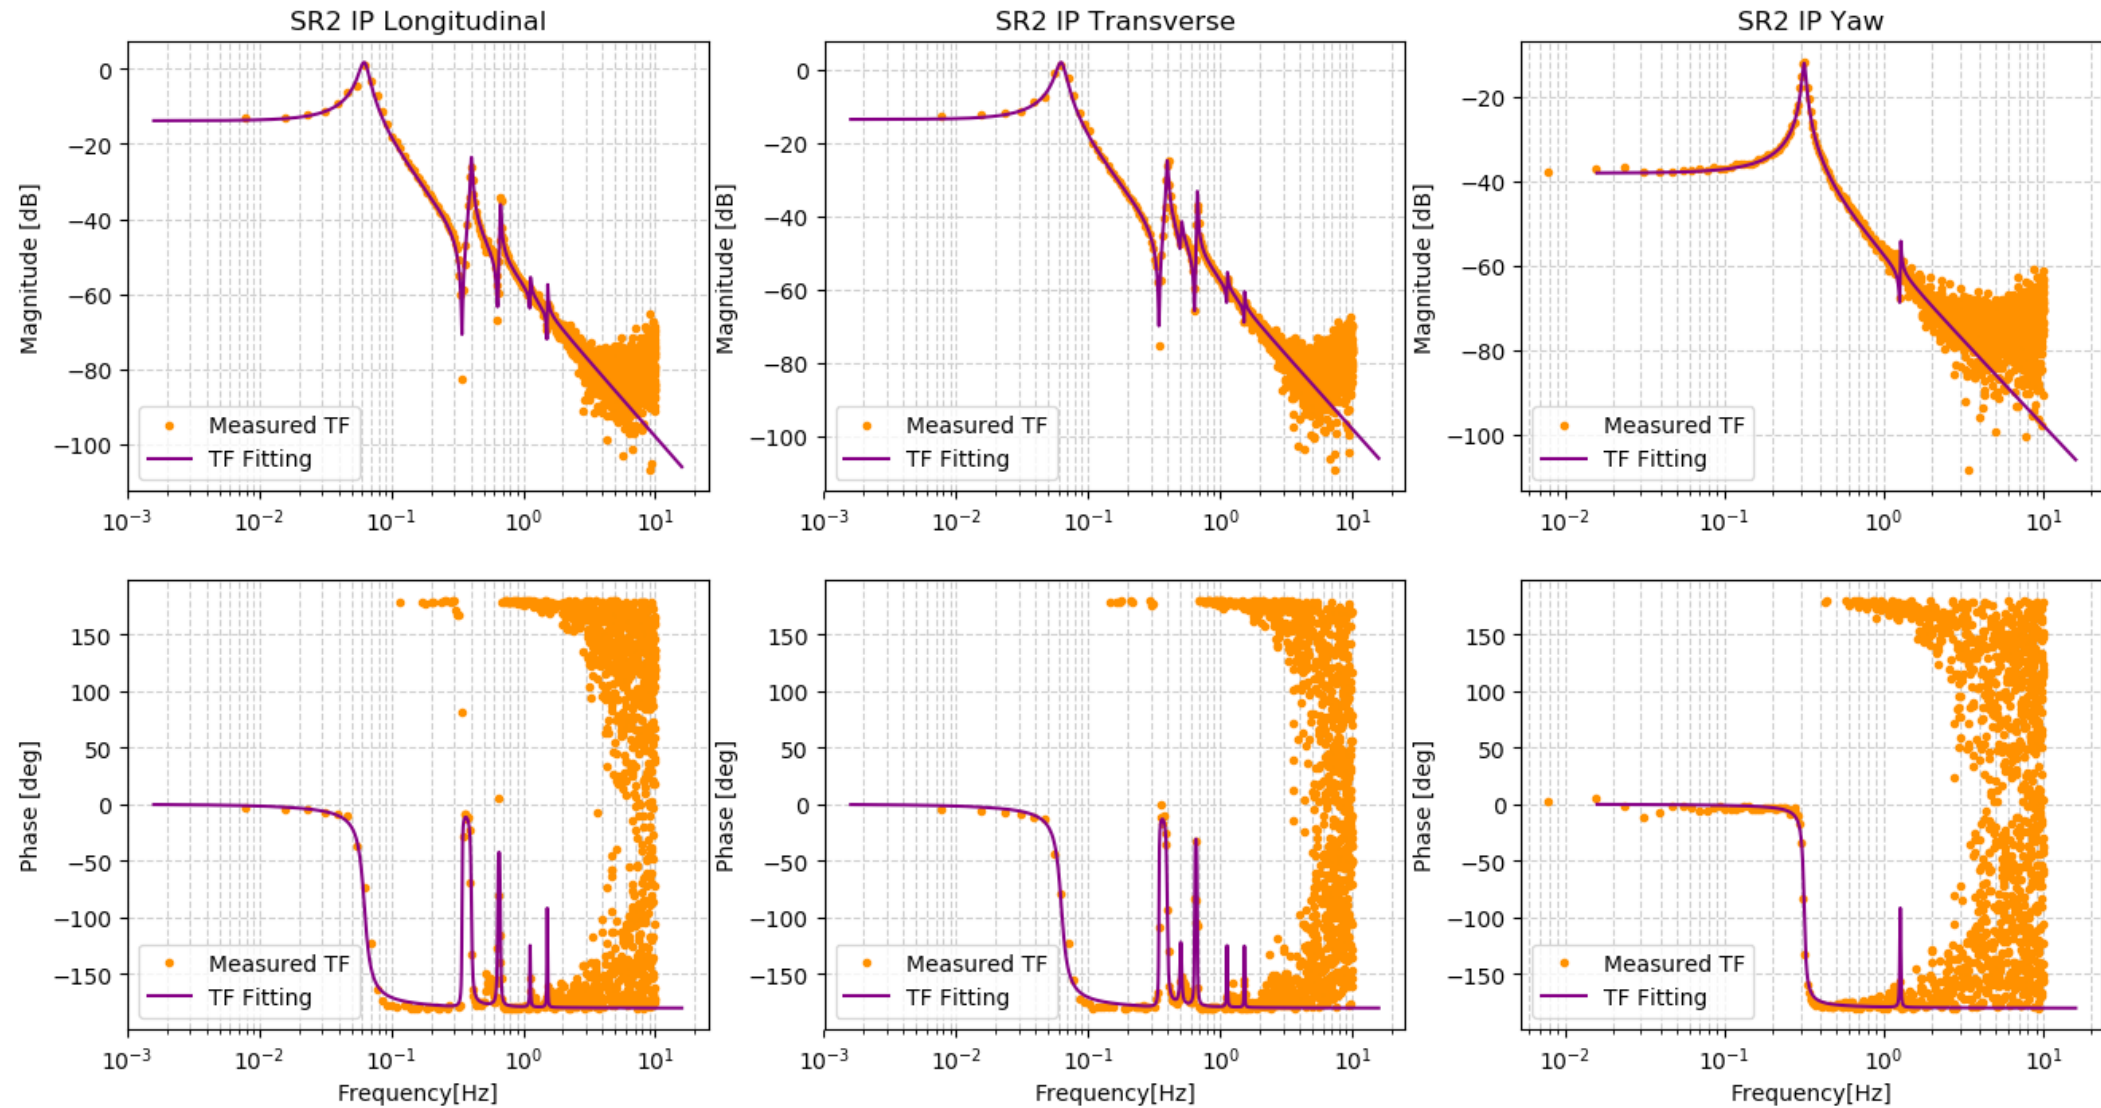 SR2 IP Longitudinal
SR2 IP Transverse
SR2 IP Yaw
Magnitude [dB]
0
−20
−40
−60
−80
−100
Measured TF
TF Fitting
10⁻³
10⁻²
10⁻¹
10⁰
10¹
Magnitude [dB]
0
−20
−40
−60
−80
−100
Measured TF
TF Fitting
10⁻³
10⁻²
10⁻¹
10⁰
10¹
Magnitude [dB]
−20
−40
−60
−80
−100
Measured TF
TF Fitting
10⁻²
10⁻¹
10⁰
10¹
Phase [deg]
150
100
50
0
−50
−100
−150
Measured TF
TF Fitting
10⁻³
10⁻²
10⁻¹
10⁰
10¹
Frequency[Hz]
Phase [deg]
150
100
50
0
−50
−100
−150
Measured TF
TF Fitting
10⁻³
10⁻²
10⁻¹
10⁰
10¹
Frequency[Hz]
Phase [deg]
150
100
50
0
−50
−100
−150
Measured TF
TF Fitting
10⁻²
10⁻¹
10⁰
10¹
Frequency[Hz]